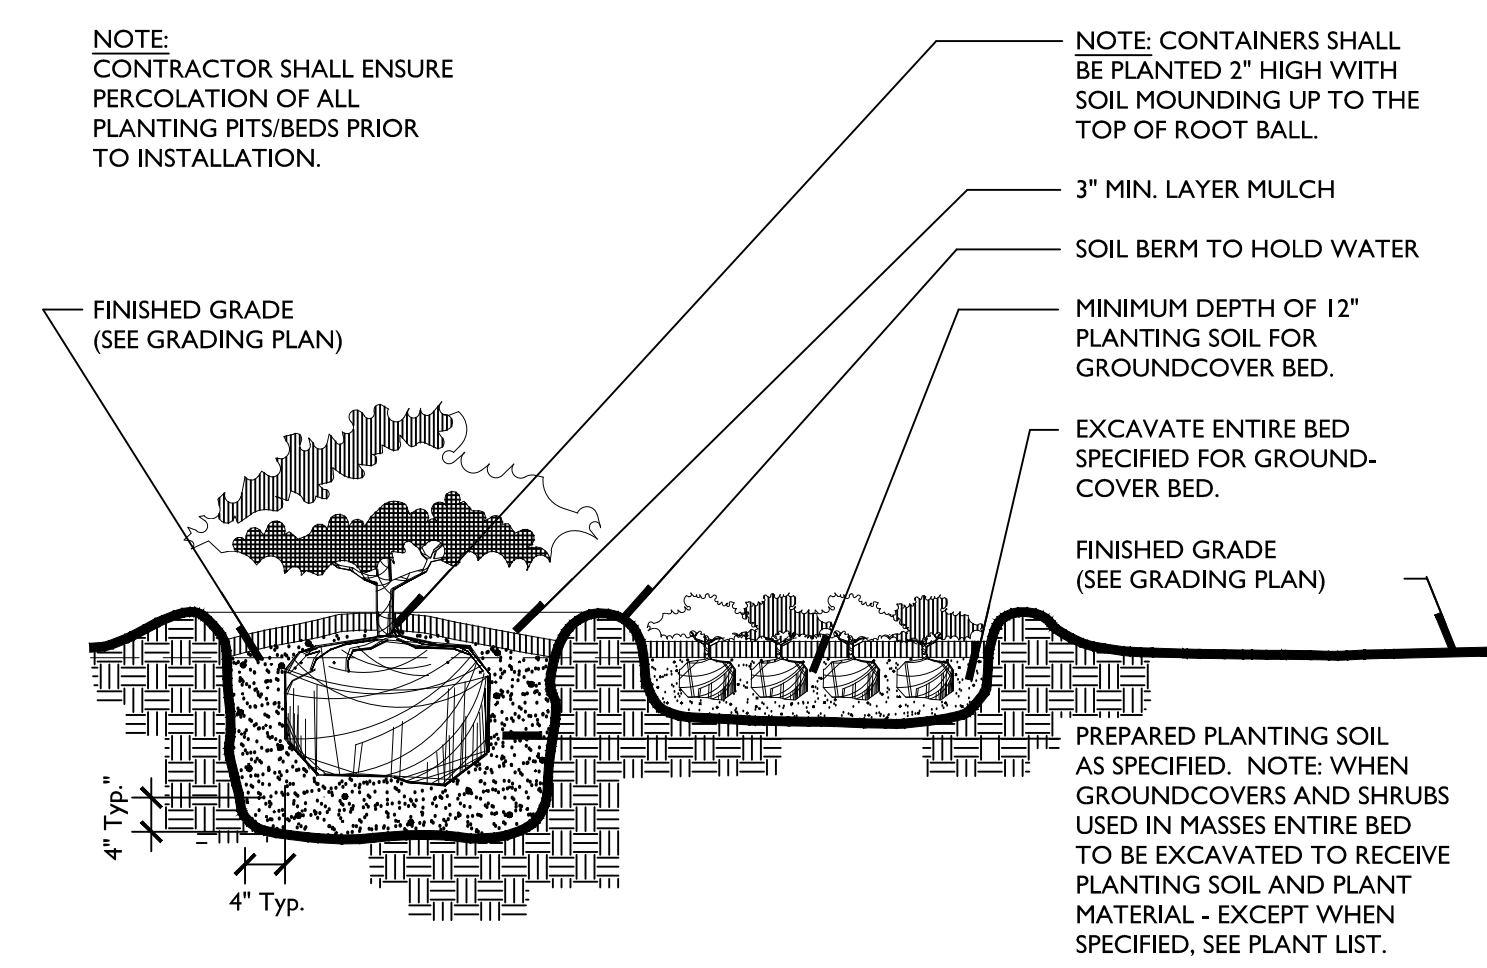 NOTE:
CONTRACTOR SHALL ENSURE
PERCOLATION OF ALL
PLANTING PITS/BEDS PRIOR
TO INSTALLATION.
FINISHED GRADE
(SEE GRADING PLAN)
4" Typ."
4" Typ.
NOTE: CONTAINERS SHALL
BE PLANTED 2" HIGH WITH
SOIL MOUNDING UP TO THE
TOP OF ROOT BALL.
3" MIN. LAYER MULCH
SOIL BERM TO HOLD WATER
MINIMUM DEPTH OF 12"
PLANTING SOIL FOR
GROUNDCOVER BED.
EXCAVATE ENTIRE BED
SPECIFIED FOR GROUND-
COVER BED.
FINISHED GRADE
(SEE GRADING PLAN)
PREPARED PLANTING SOIL
AS SPECIFIED. NOTE: WHEN
GROUNDCOVERS AND SHRUBS
USED IN MASSES ENTIRE BED
TO BE EXCAVATED TO RECEIVE
PLANTING SOIL AND PLANT
MATERIAL - EXCEPT WHEN
SPECIFIED, SEE PLANT LIST.